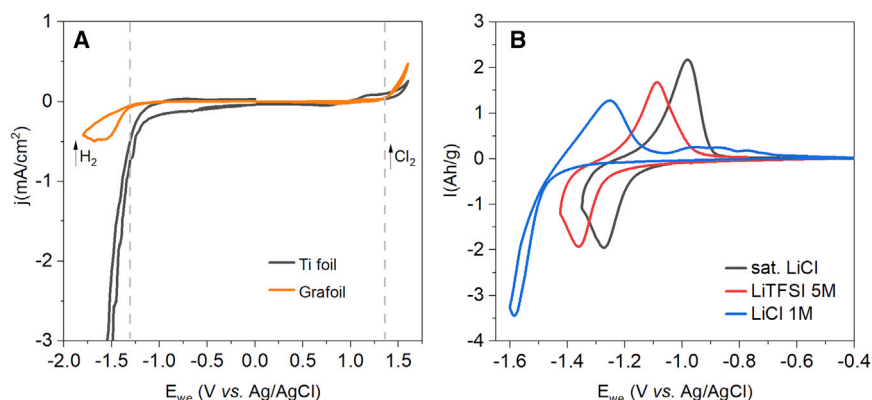 A
1
0
-1
-2
-3
j(mA/cm²)
H₂
Cl₂
Ti foil
Grafoil
-2.0 -1.5 -1.0 -0.5 0.0 0.5 1.0 1.5
E_we (V vs. Ag/AgCl)
B
3
2
1
0
-1
-2
-3
-4
I(Ah/g)
sat. LiCl
LiTFSI 5M
LiCl 1M
-1.6 -1.4 -1.2 -1.0 -0.8 -0.6 -0.4
E_we (V vs. Ag/AgCl)